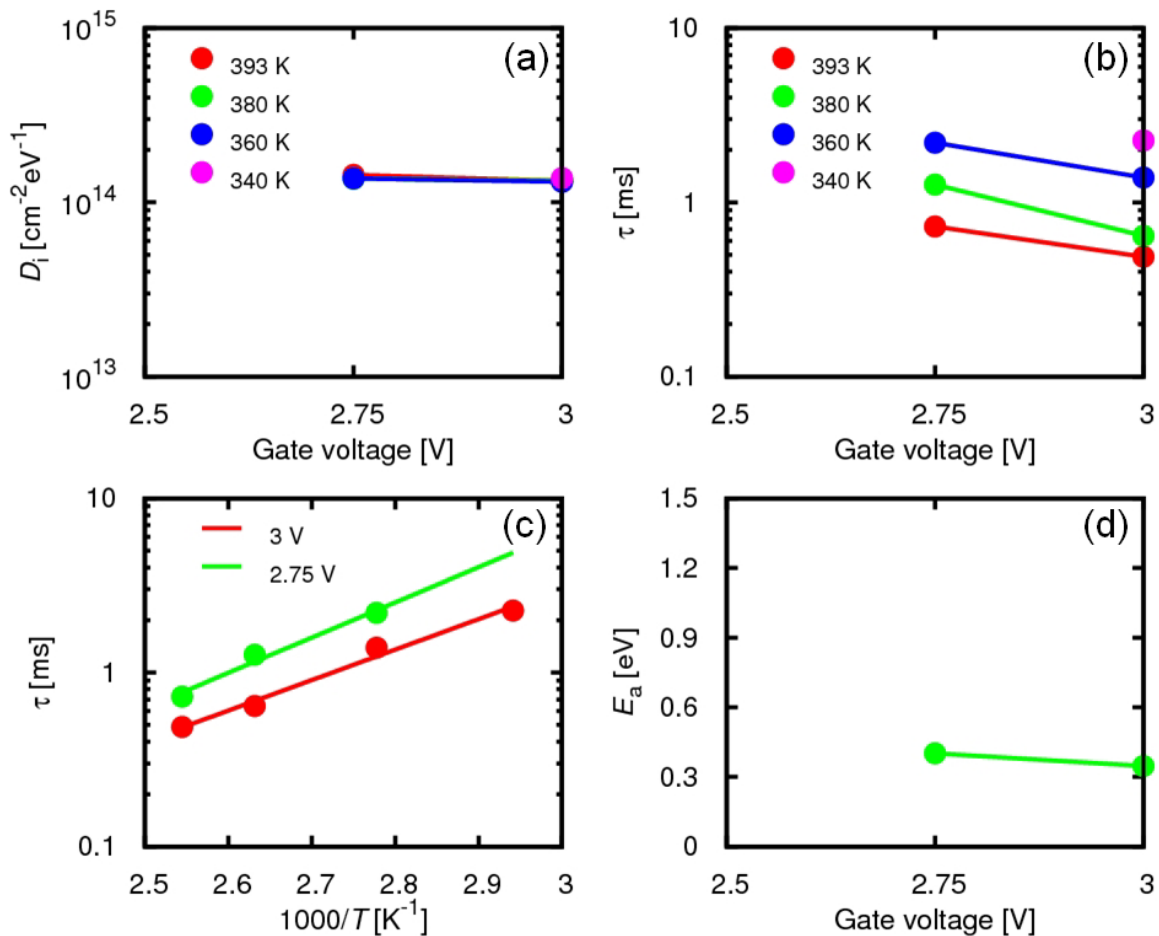 (a)
10^15
10^14
10^13
D_i [cm^-2 eV^-1]
393 K
380 K
360 K
340 K
2.5 2.75 3
Gate voltage [V]
(b)
10
1
0.1
τ [ms]
393 K
380 K
360 K
340 K
2.5 2.75 3
Gate voltage [V]
(c)
10
1
0.1
τ [ms]
3 V
2.75 V
2.5 2.6 2.7 2.8 2.9 3
1000/T [K^-1]
(d)
1.5
1.2
0.9
0.6
0.3
0
E_a [eV]
2.5 2.75 3
Gate voltage [V]